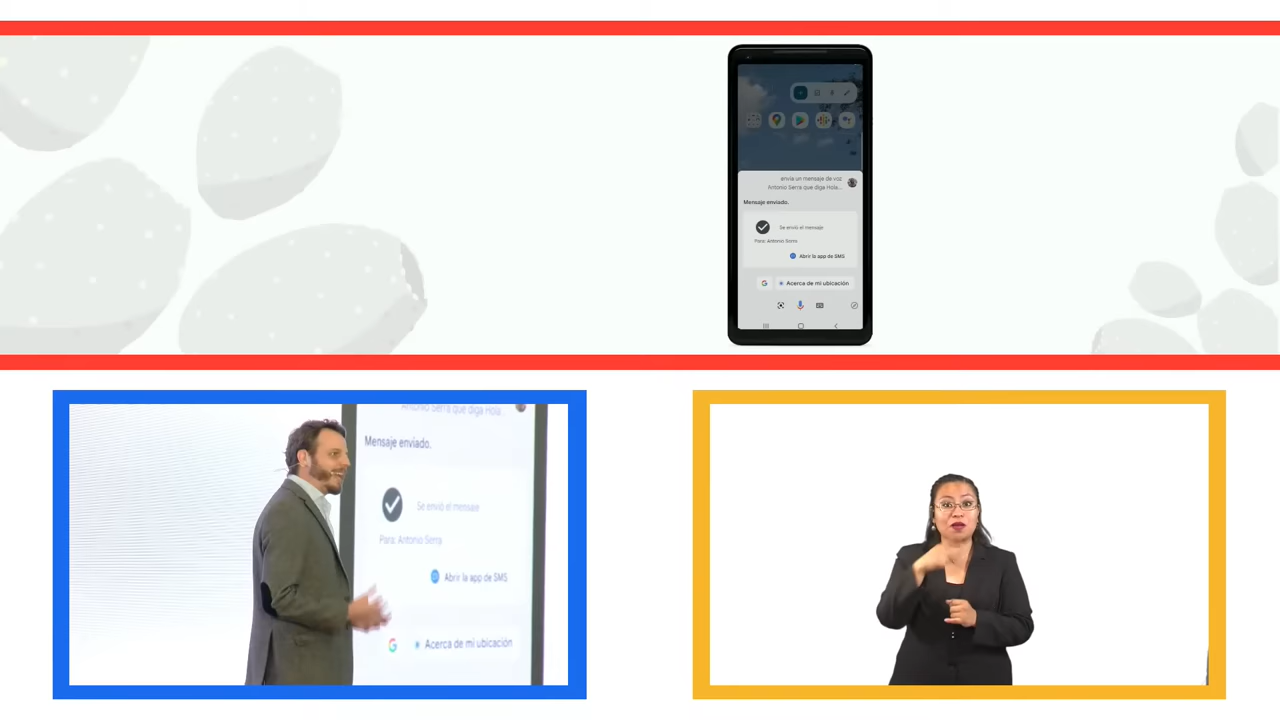 envía un mensaje de voz
Antonio Serra que diga Hola...
Mensaje enviado.
Se envió el mensaje
Para: Antonio Serra
Abrir la app de SMS
G
Acerca de mi ubicación
Antonio Serra que diga Hola...
Mensaje enviado.
Se envió el mensaje
Para: Antonio Serra
Abrir la app de SMS
G
Acerca de mi ubicación